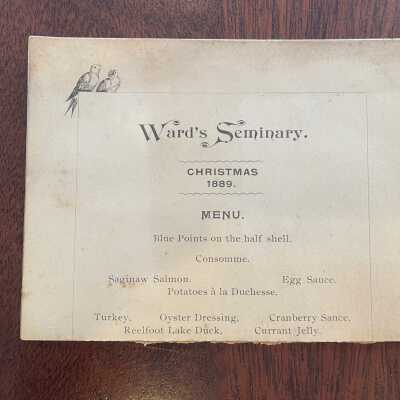 Ward's Seminary.
CHRISTMAS
1889.
MENU.
Blue Points on the half shell.
Consomme.
Saginaw Salmon. Egg Sauce.
Potatoes à la Duchesse.
Turkey, Oyster Dressing, Cranberry Sauce.
Reelfoot Lake Duck, Currant Jelly.